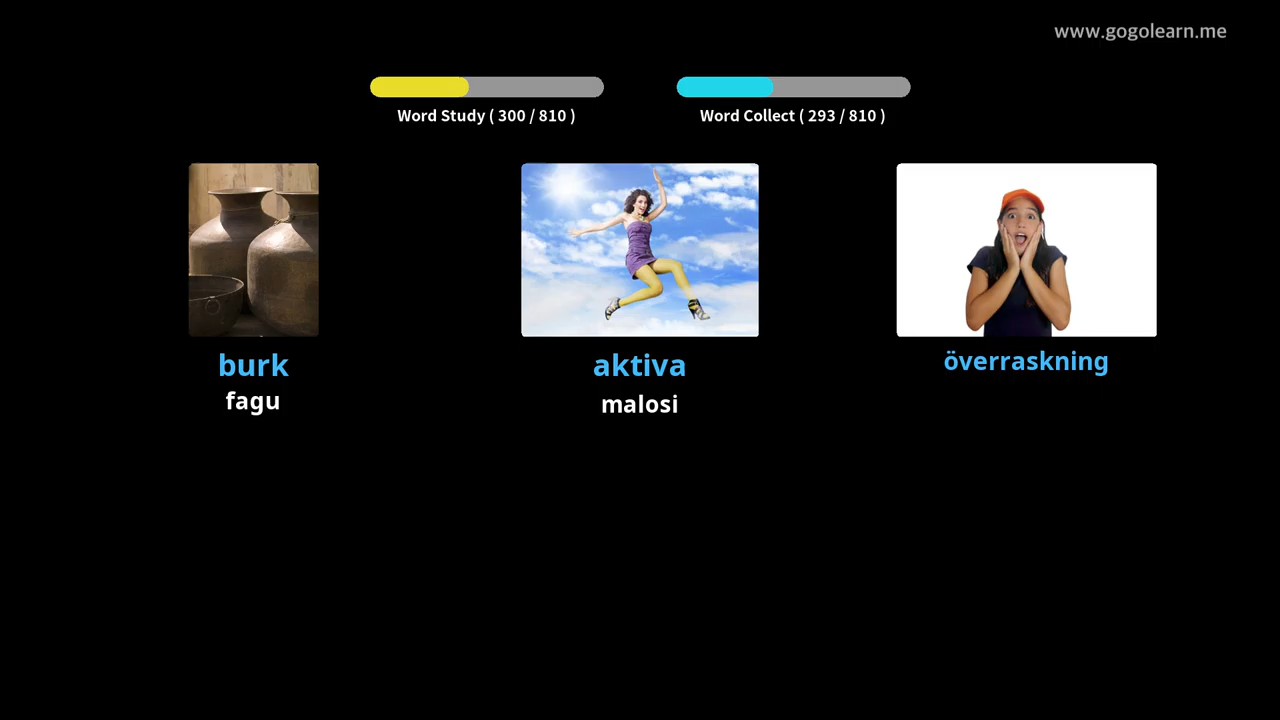 www.gogolearn.me
Word Study ( 300 / 810 )
Word Collect ( 293 / 810 )
burk
fagu
aktiva
malosi
överraskning